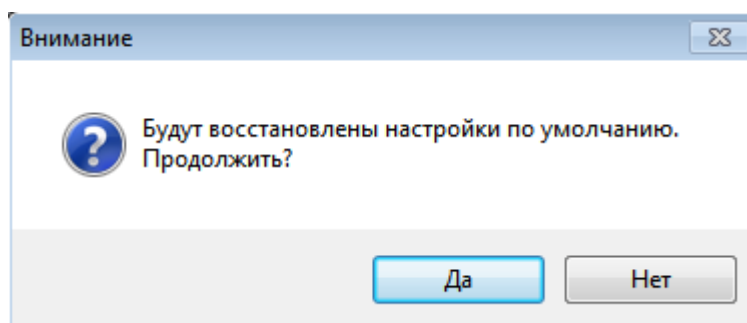 Внимание
Будут восстановлены настройки по умолчанию.
Продолжить?
Да Нет